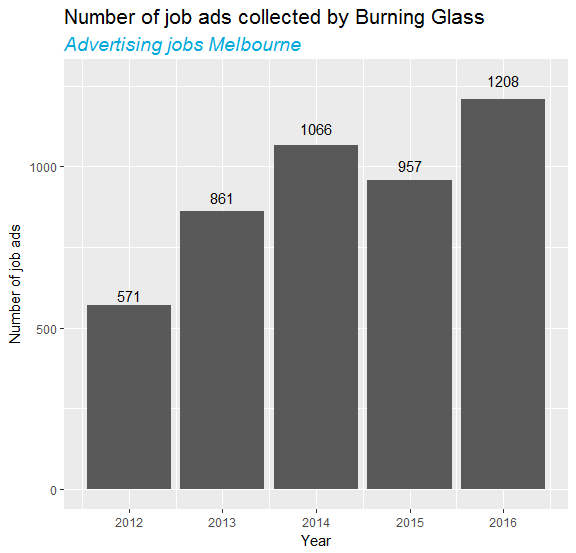 Number of job ads collected by Burning Glass
Advertising jobs Melbourne
1208
1066
957
861
571
1000
500
0
Number of job ads
2012 2013 2014 2015 2016
Year